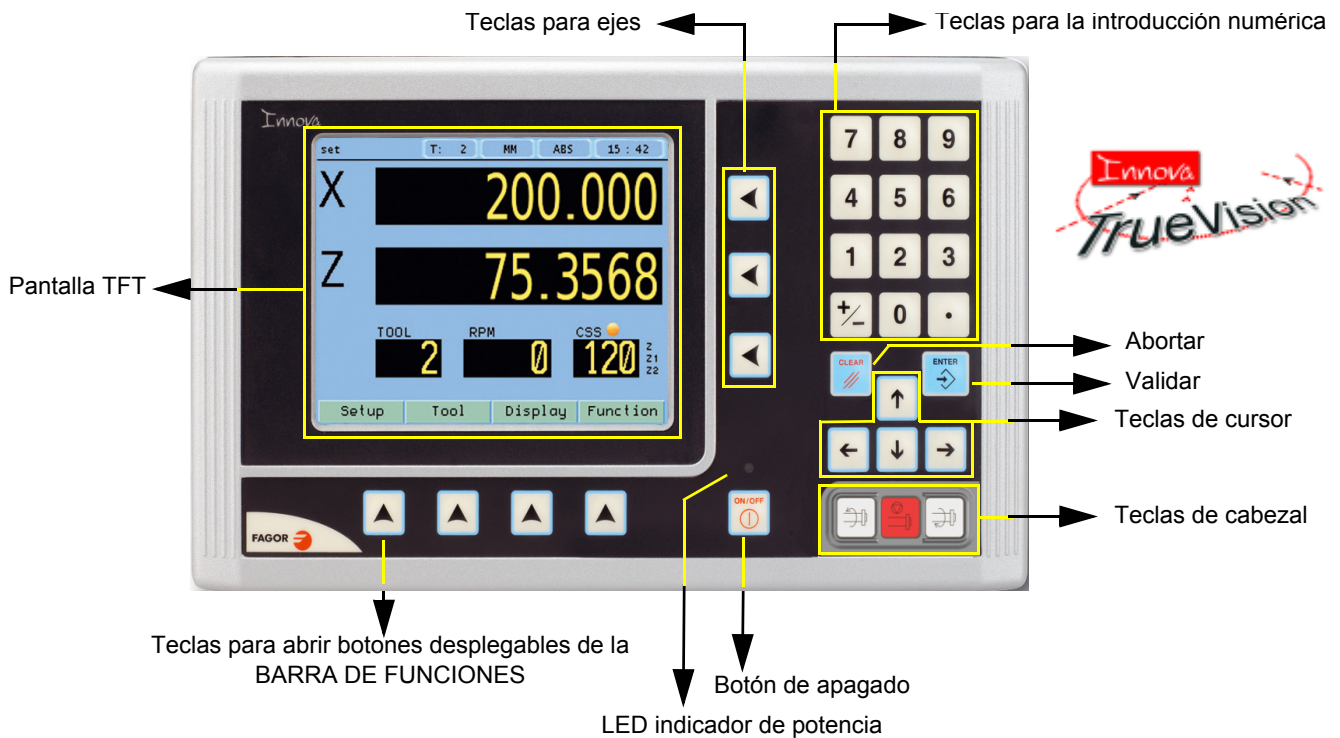 Teclas para ejes
Teclas para la introducción numérica
Innova
set T: 2 MM ABS 15 : 42
X 200.000
Z 75.3568
TOOL RPM CSS
2 0 120
Z
Z1
Z2
Setup Tool Display Function
7 8 9
4 5 6
1 2 3
+/- 0 .
CLEAR ENTER
ON/OFF
FAGOR
Innova
TrueVision
Pantalla TFT
Abortar
Validar
Teclas de cursor
Teclas de cabezal
Teclas para abrir botones desplegables de la
BARRA DE FUNCIONES
Botón de apagado
LED indicador de potencia